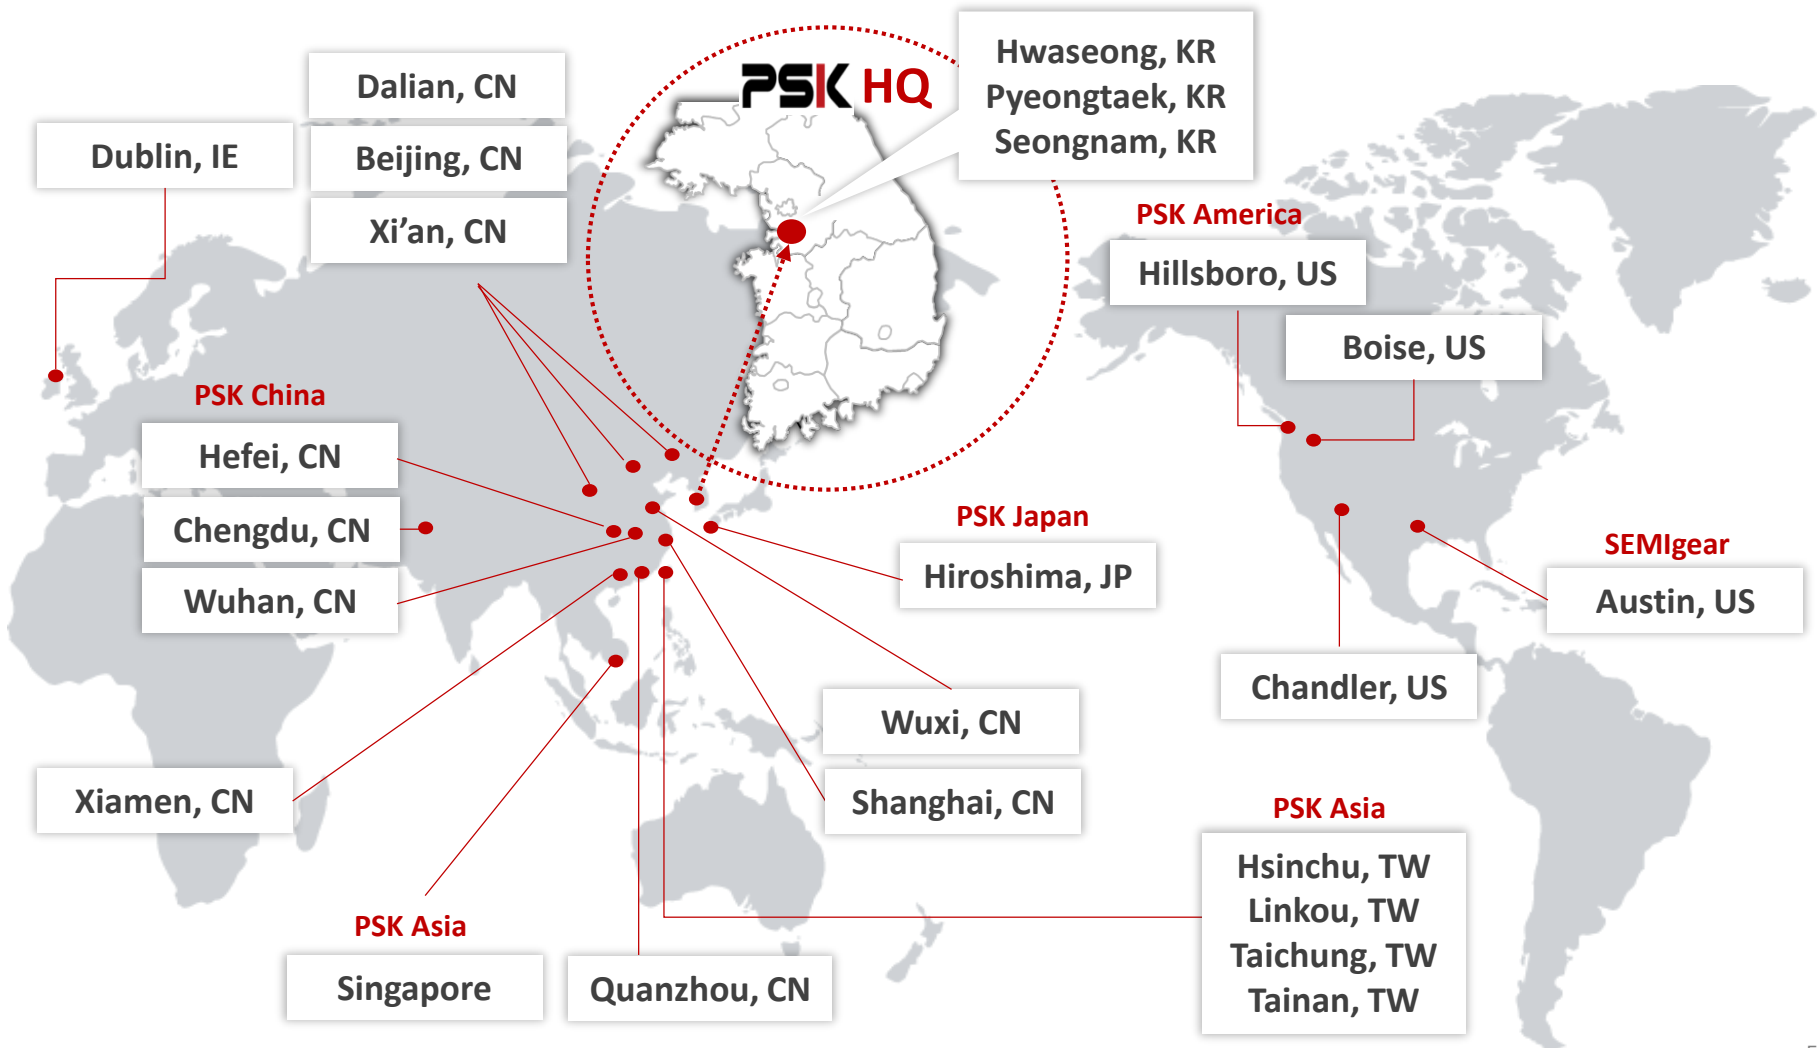 PSK HQ
Hwaseong, KR
Pyeongtaek, KR
Seongnam, KR
Dalian, CN
Beijing, CN
Xi’an, CN
Dublin, IE
PSK America
Hillsboro, US
Boise, US
PSK China
Hefei, CN
Chengdu, CN
Wuhan, CN
PSK Japan
Hiroshima, JP
SEMIgear
Austin, US
Chandler, US
Wuxi, CN
Shanghai, CN
Xiamen, CN
PSK Asia
Singapore
Quanzhou, CN
PSK Asia
Hsinchu, TW
Linkou, TW
Taichung, TW
Tainan, TW